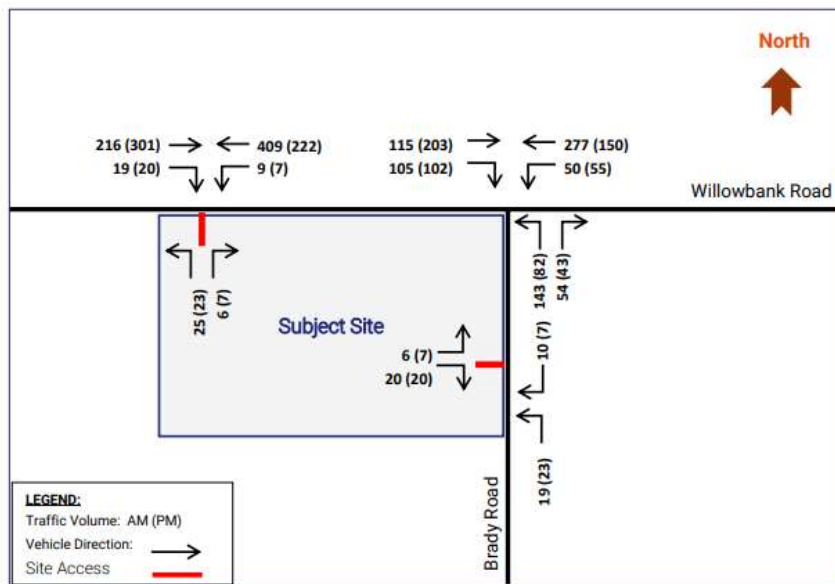 North
216 (301)
409 (222)
115 (203)
277 (150)
19 (20)
9 (7)
105 (102)
50 (55)
Willowbank Road
25 (23)
6 (7)
143 (82)
54 (43)
Subject Site
10 (7)
6 (7)
20 (20)
19 (23)
Brady Road
LEGEND:
Traffic Volume: AM (PM)
Vehicle Direction:
Site Access